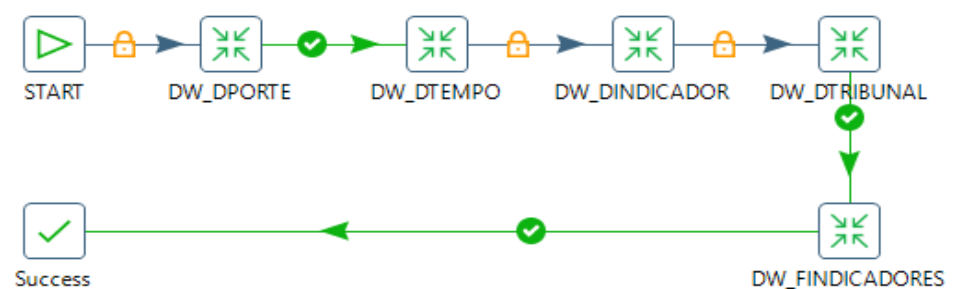 START
DW_DPORTE
DW_DTEMPO
DW_DINDICADOR
DW_DTRIBUNAL
Success
DW_FINDICADORES